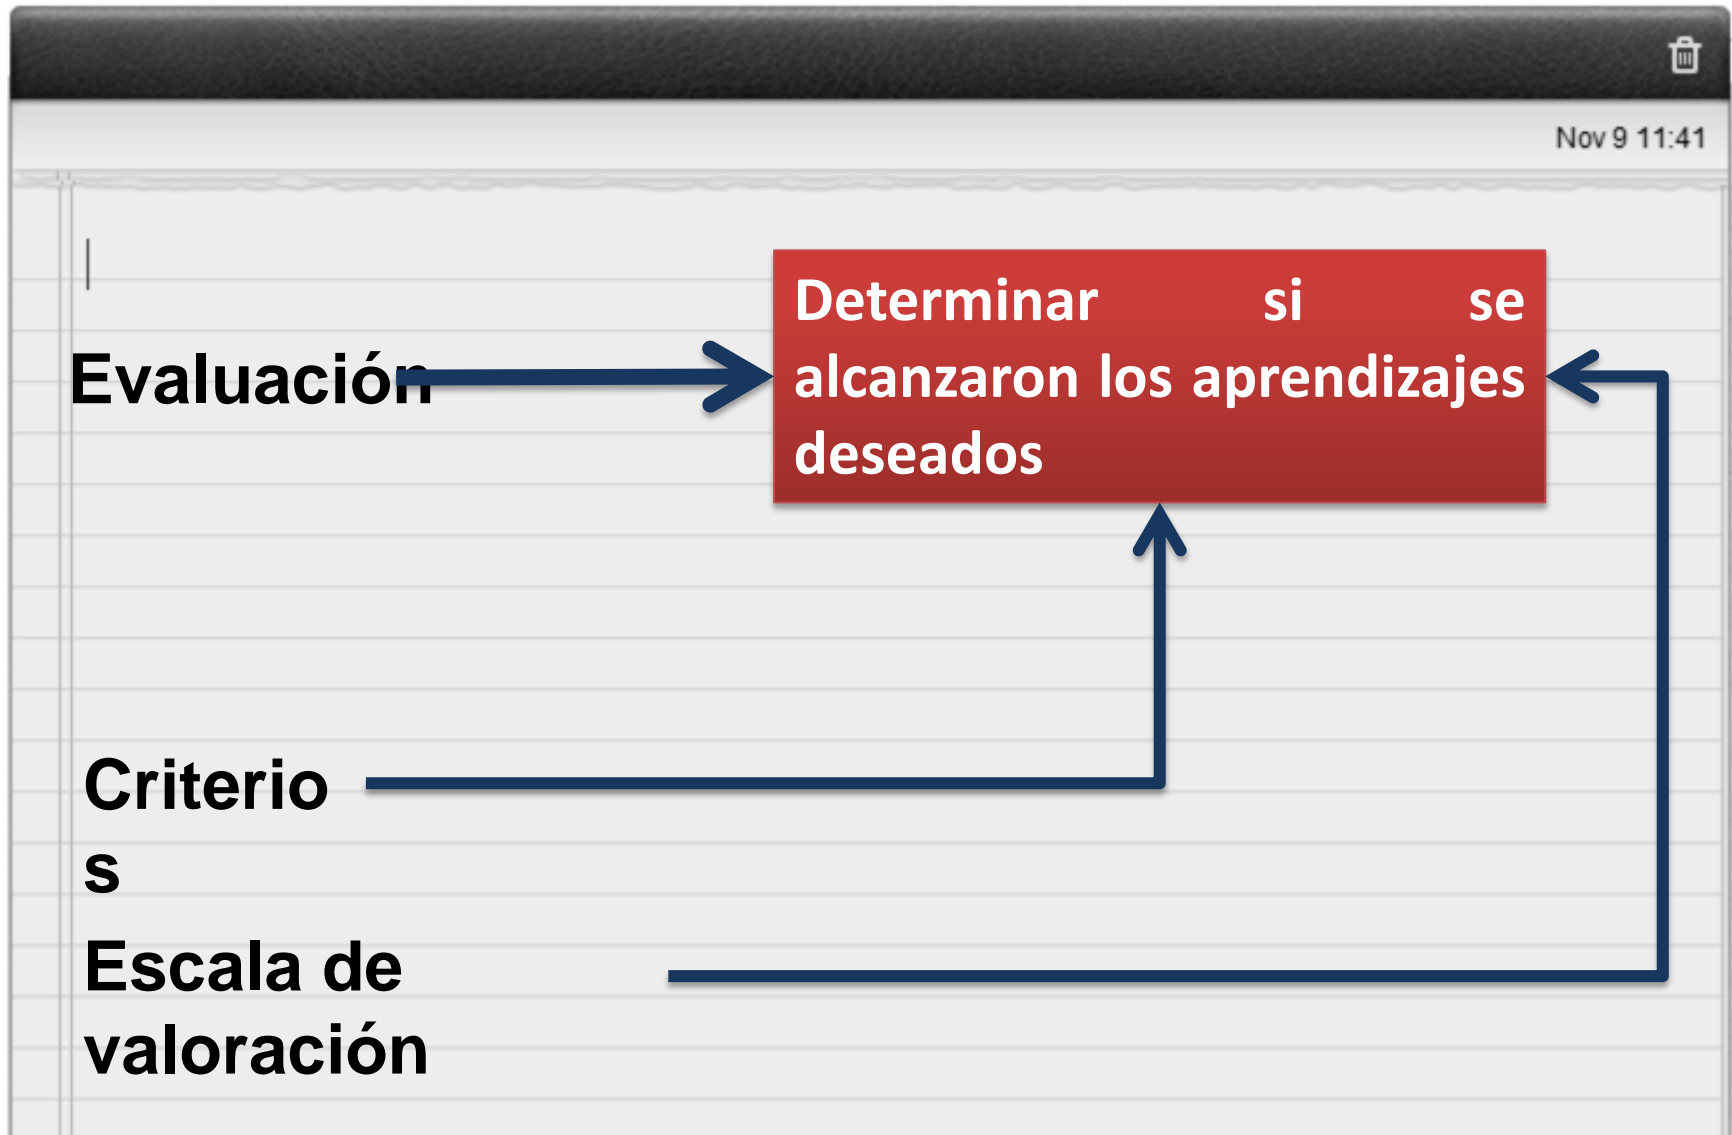 Nov 9 11:41
Determinar si se
alcanzaron los aprendizajes
deseados
Evaluación
Criterio
s
Escala de
valoración